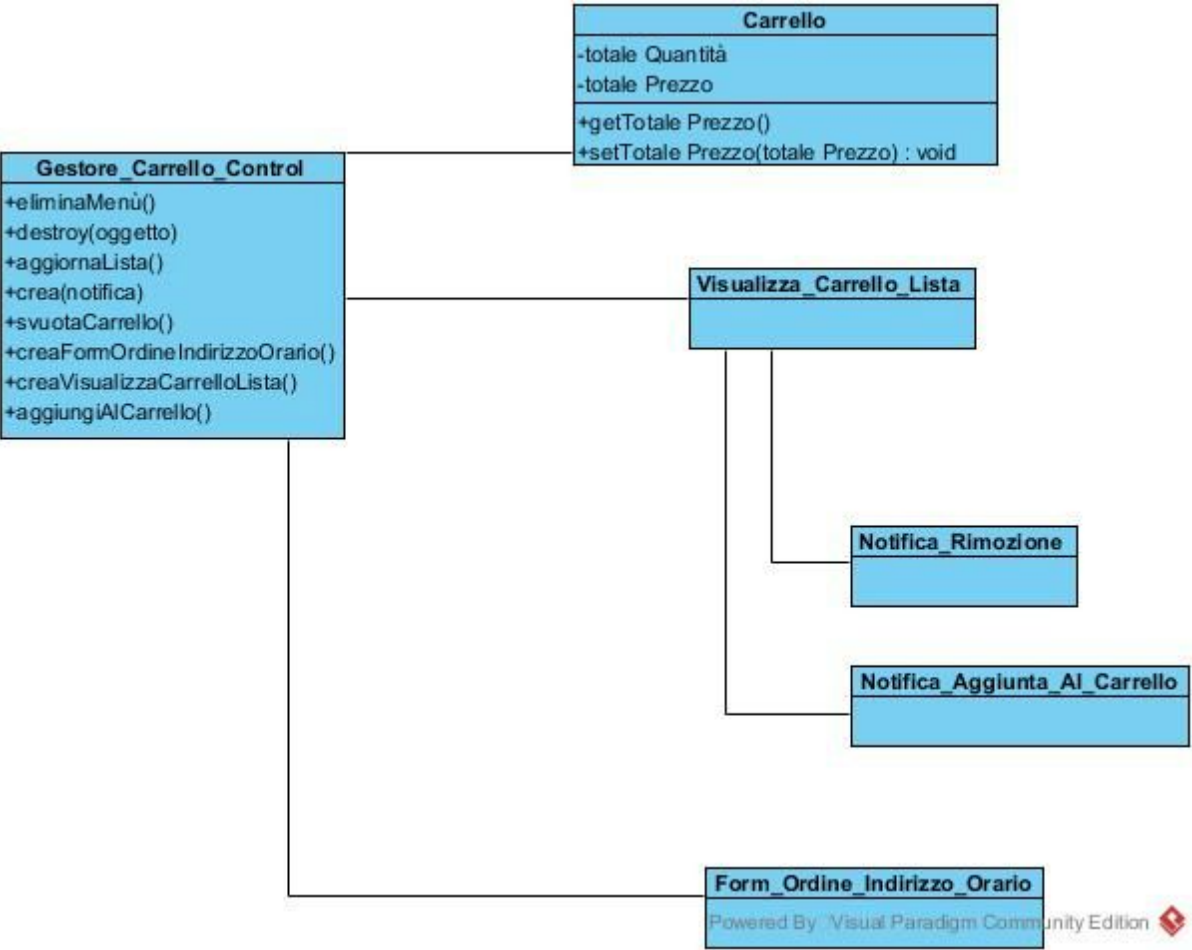 Carrello
-totale Quantità
-totale Prezzo
+getTotale Prezzo()
+setTotale Prezzo(totale Prezzo) : void
Gestore_Carrello_Control
+eliminaMenù()
+destroy(oggetto)
+aggiornaLista()
+crea(notifica)
+svuotaCarrello()
+creaFormOrdineIndirizzoOrario()
+creaVisualizzaCarrelloLista()
+aggiungiAlCarrello()
Visualizza_Carrello_Lista
Notifica_Rimozione
Notifica_Aggiunta_Al_Carrello
Form_Ordine_Indirizzo_Orario
Powered By Visual Paradigm Community Edition